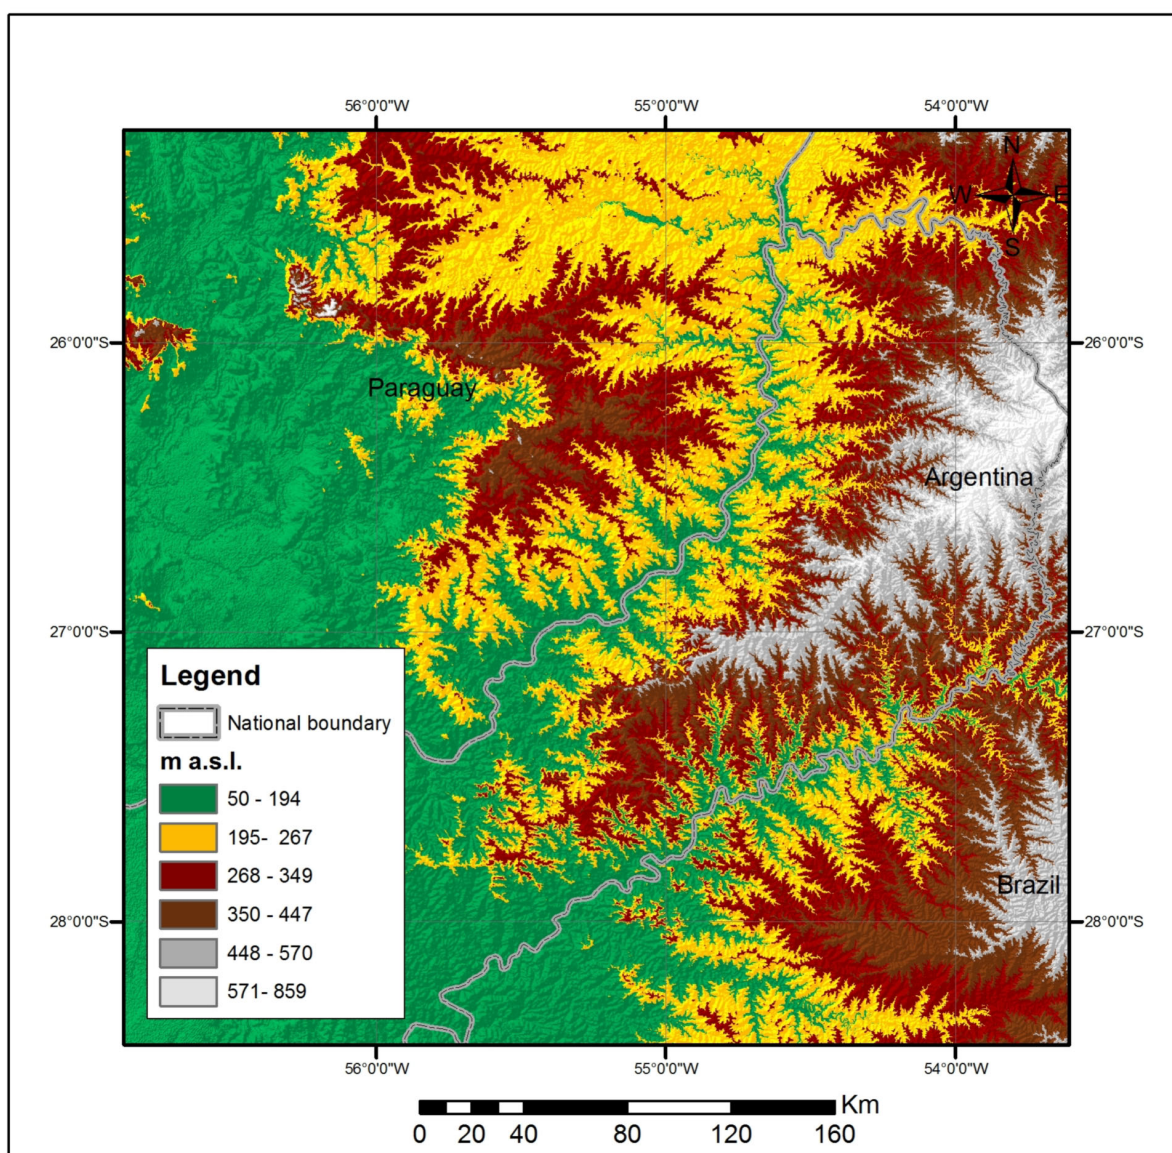 56°0'0"W 55°0'0"W 54°0'0"W
N
W E
S
26°0'0"S 26°0'0"S
Paraguay
Argentina
27°0'0"S 27°0'0"S
Legend
National boundary
m a.s.l.
50 - 194
195- 267
268 - 349
350 - 447
448 - 570
571- 859
Brazil
28°0'0"S 28°0'0"S
56°0'0"W 55°0'0"W 54°0'0"W
Km
0 20 40 80 120 160